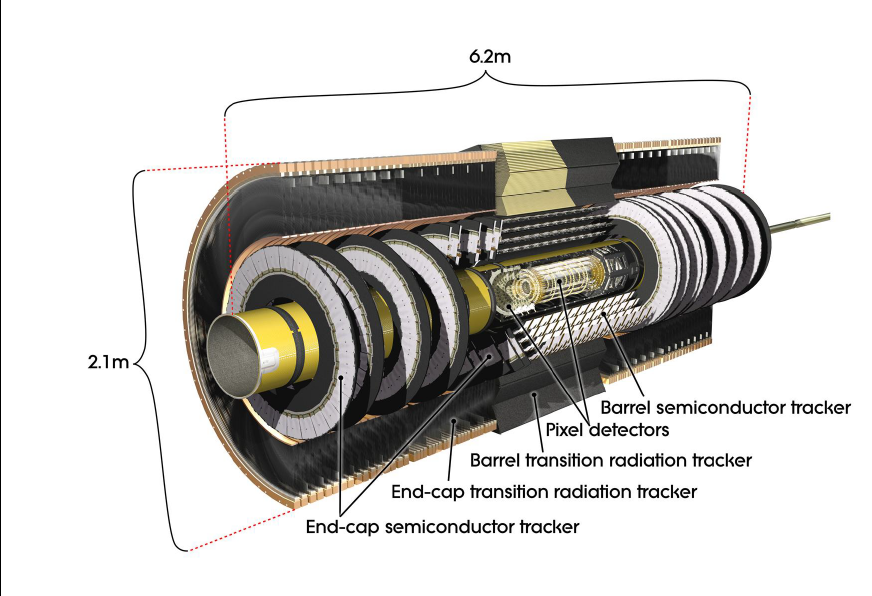 6.2m
2.1m
Barrel semiconductor tracker
Pixel detectors
Barrel transition radiation tracker
End-cap transition radiation tracker
End-cap semiconductor tracker